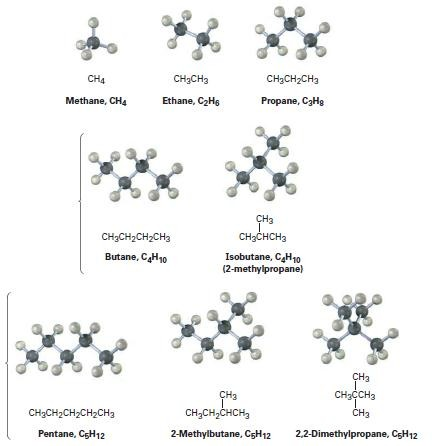 CH₄
CH₃CH₃
CH₃CH₂CH₃
Methane, CH₄
Ethane, C₂H₆
Propane, C₃H₈
CH₃CH₂CH₂CH₃
CH₃
CH₃CHCH₃
Butane, C₄H₁₀
Isobutane, C₄H₁₀
(2-methylpropane)
CH₃CH₂CH₂CH₂CH₃
CH₃
CH₃CH₂CHCH₃
CH₃
CH₃CCH₃
CH₃
Pentane, C₅H₁₂
2-Methylbutane, C₅H₁₂
2,2-Dimethylpropane, C₅H₁₂